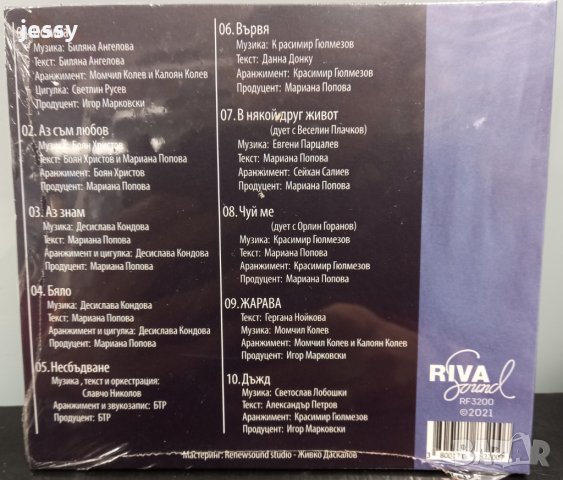 jessy
Музика: Биляна Ангелова
Текст: Биляна Ангелова
Аранжимент: Момчил Колев и Калоян Колев
Цигулка: Светлин Русев
Продуцент: Игор Марковски
02. Аз съм любов
Музика: Боян Христов
Текст: Боян Христов и Мариана Попова
Аранжимент: Боян Христов
Продуцент: Мариана Попова
03. Аз знам
Музика: Десислава Кондова
Текст: Мариана Попова
Аранжимент и цигулка: Десислава Кондова
Продуцент: Мариана Попова
04. Бяло
Музика: Десислава Кондова
Текст: Мариана Попова
Аранжимент и цигулка: Десислава Кондова
Продуцент: Мариана Попова
05. Несбъдване
Музика , текст и оркестрация:
Славчо Николов
Аранжимент и звукозапис: БТР
Продуцент: БТР
06. Вървя
Музика: Красимир Гюлмезов
Текст: Данна Донку
Аранжимент: Красимир Гюлмезов
Продуцент: Мариана Попова
07. В някой друг живот
(дует с Веселин Плачков)
Музика: Евгени Парцалев
Текст: Мариана Попова
Аранжимент: Сейхан Салиев
Продуцент: Мариана Попова
08. Чуй ме
(дует с Орлин Горанов)
Музика: Красимир Гюлмезов
Текст: Мариана Попова
Аранжимент: Красимир Гюлмезов
Продуцент: Мариана Попова
09. ЖАРАВА
Текст: Гергана Нойкова
Музика: Момчил Колев
Аранжимент: Момчил Колев и Калоян Колев
Продуцент: Игор Марковски
10. Дъжд
Музика: Светослав Лобошки
Текст: Александър Петров
Аранжимент: Красимир Гюлмезов
Продуцент: Игор Марковски
Мастеринг: Renewsound studio - Живко Даскалов
RIVA
Sound
RF3200
©2021
BAZAR